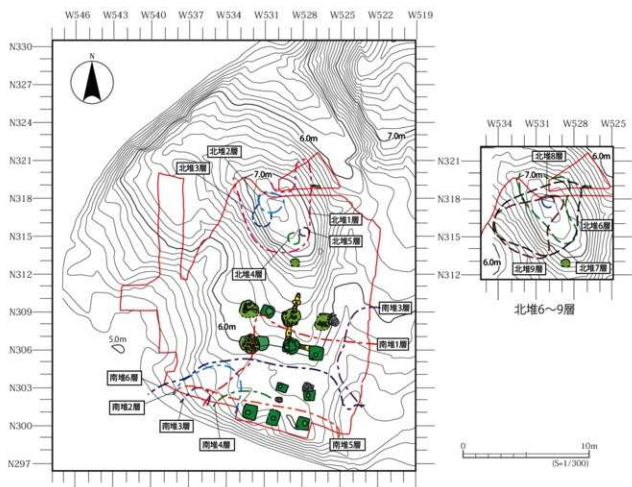 W546 W543 W540 W537 W534 W531 W528 W525 W522 W519
N330
N327
N324
N321
N318
N315
N312
N309
N306
N303
N300
N297
N
6.0m
7.0m
7.0m
北堆2層
北堆3層
北堆1層
北堆5層
北堆4層
南堆3層
6.0m
南堆1層
5.0m
南堆6層
南堆2層
南堆3層
南堆4層
南堆5層
W534 W531 W528 W525
N321
N318
N315
N312
北堆8層
6.0m
7.0m
北堆6層
北堆7層
北堆9層
6.0m
北堆6～9層
0 10m
(S=1/300)